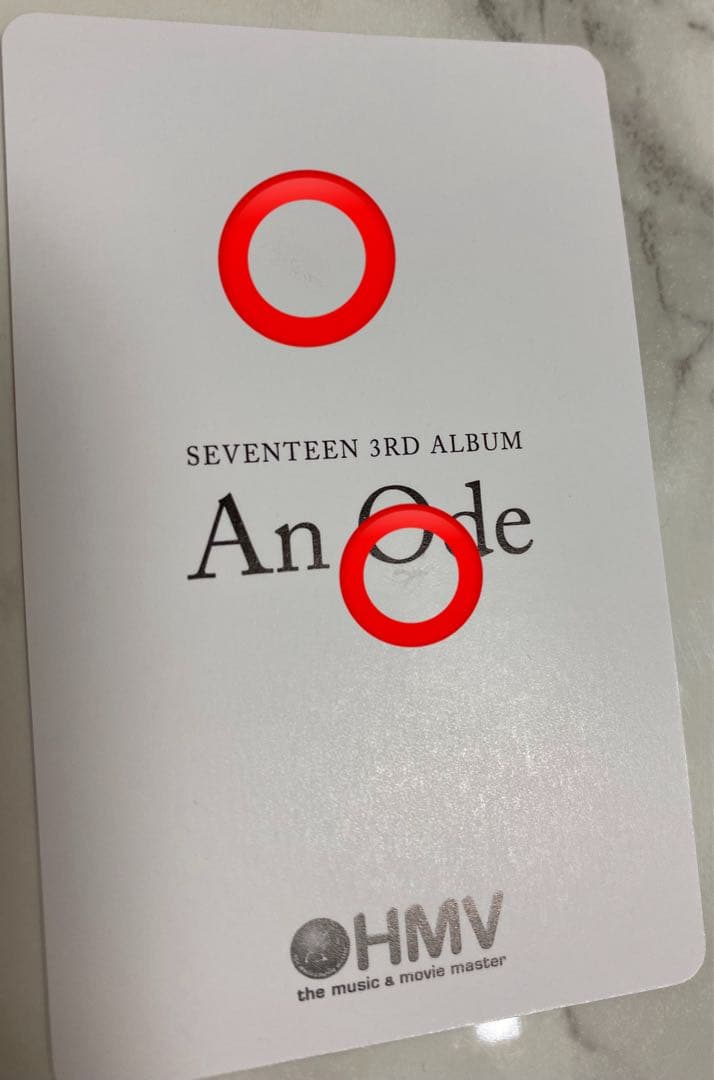 SEVENTEEN 3RD ALBUM
An Ode
HMV
the music & movie master